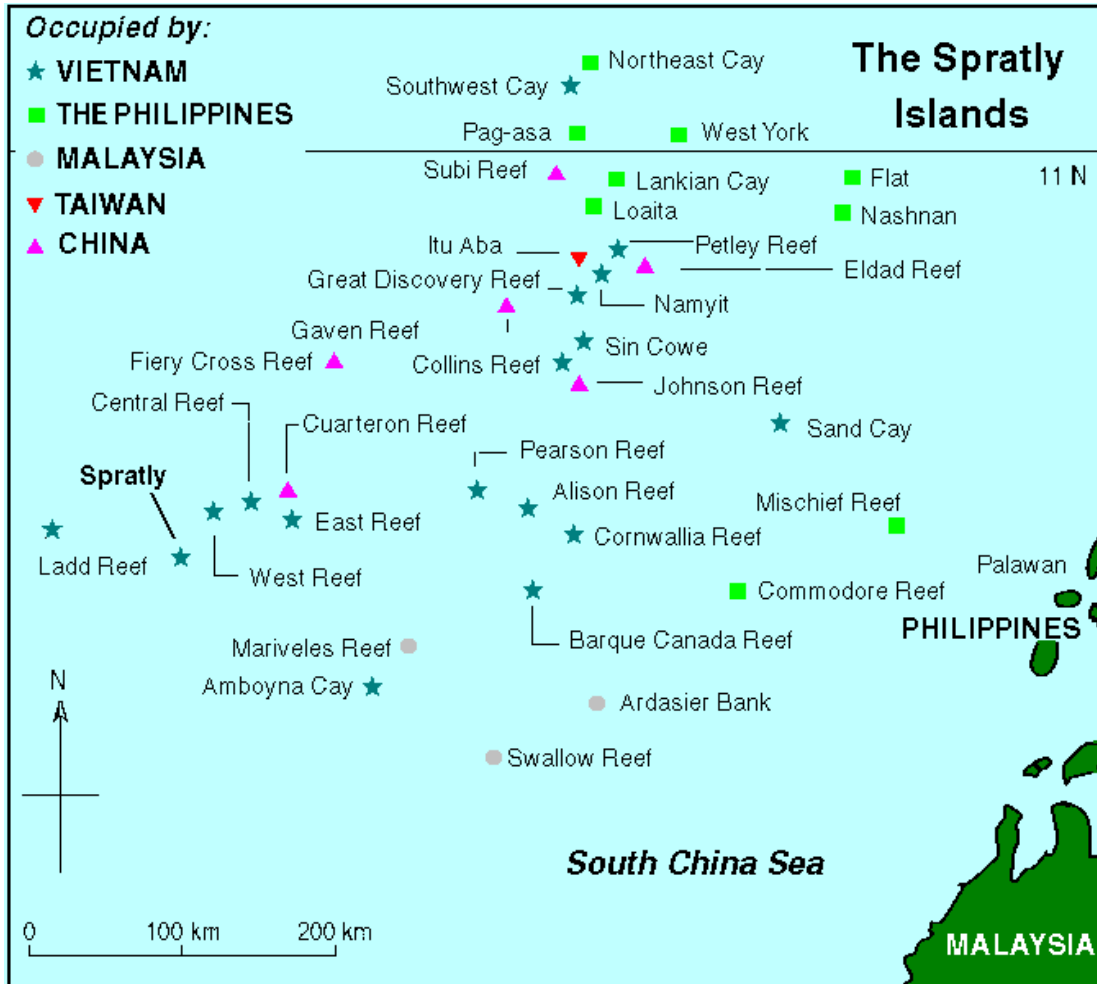 Occupied by:
VIETNAM
THE PHILIPPINES
MALAYSIA
TAIWAN
CHINA
The Spratly
Islands
Northeast Cay
Southwest Cay
Pag-asa
West York
Subi Reef
11 N
Lankian Cay
Flat
Loaita
Nashnan
Itu Aba
Petley Reef
Great Discovery Reef
Eldad Reef
Namyit
Gaven Reef
Sin Cowe
Fiery Cross Reef
Collins Reef
Johnson Reef
Central Reef
Cuarteron Reef
Sand Cay
Pearson Reef
Spratly
Alison Reef
Mischief Reef
East Reef
Cornwallia Reef
Ladd Reef
West Reef
Palawan
Commodore Reef
PHILIPPINES
Barque Canada Reef
Mariveles Reef
Amboyna Cay
N
Ardasier Bank
Swallow Reef
South China Sea
0 100 km 200 km
MALAYSIA